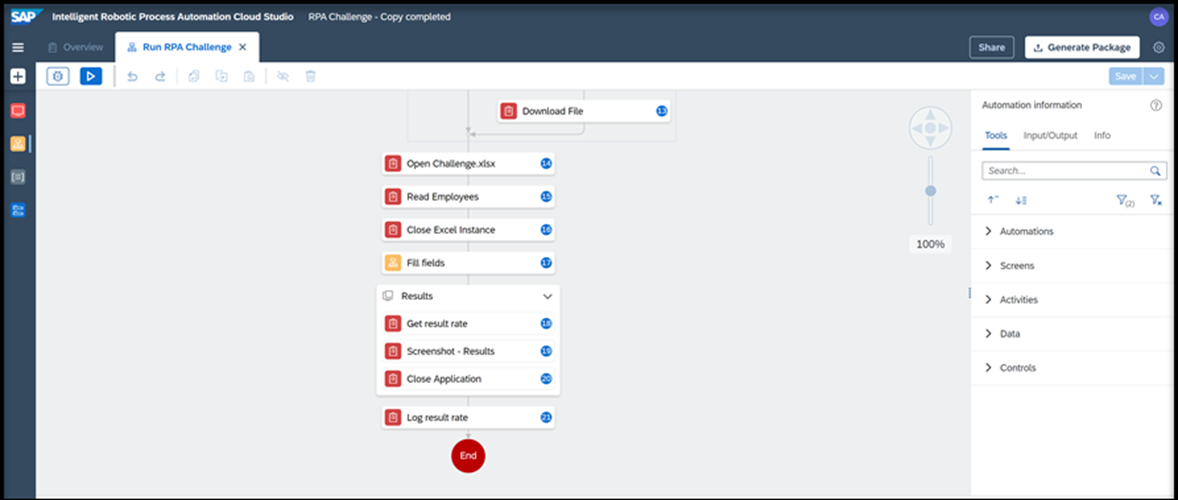 SAP Intelligent Robotic Process Automation Cloud Studio RPA Challenge - Copy completed CA
Overview Run RPA Challenge Share Generate Package
Save
Download File 13
Open Challenge.xlsx 14
Read Employees 15
Close Excel Instance 16
Fill fields 17
Results
Get result rate 18
Screenshot - Results 19
Close Application 20
Log result rate 21
End
100%
Automation information
Tools Input/Output Info
Search...
(2)
Automations
Screens
Activities
Data
Controls